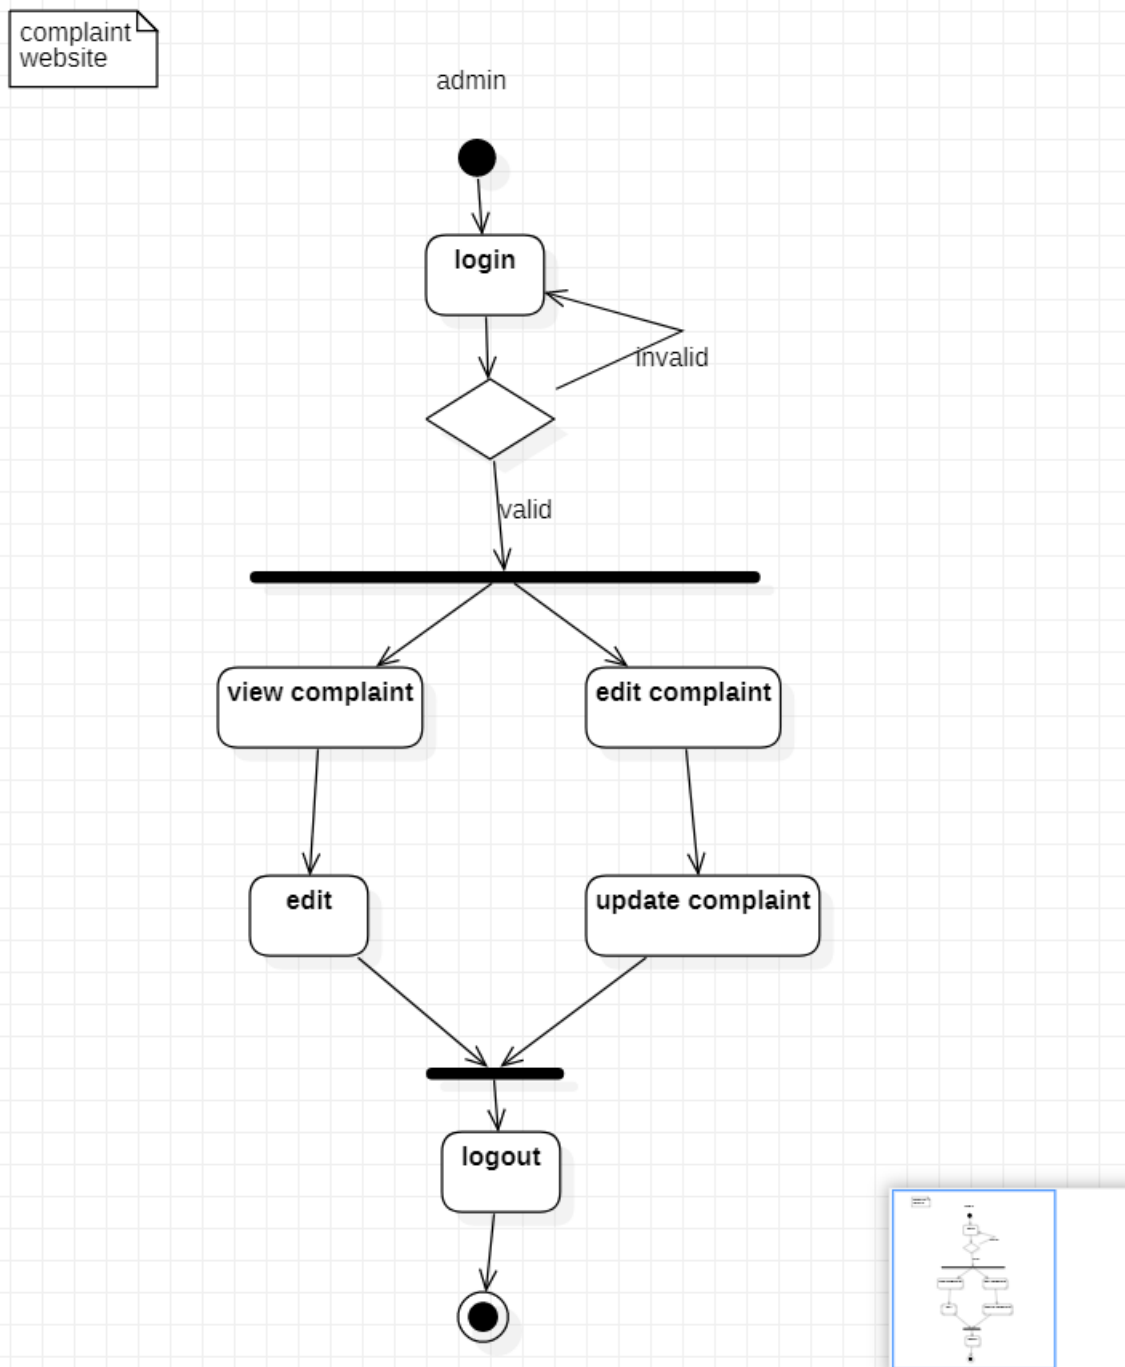 complaint
website
admin
login
invalid
valid
view complaint
edit complaint
edit
update complaint
logout